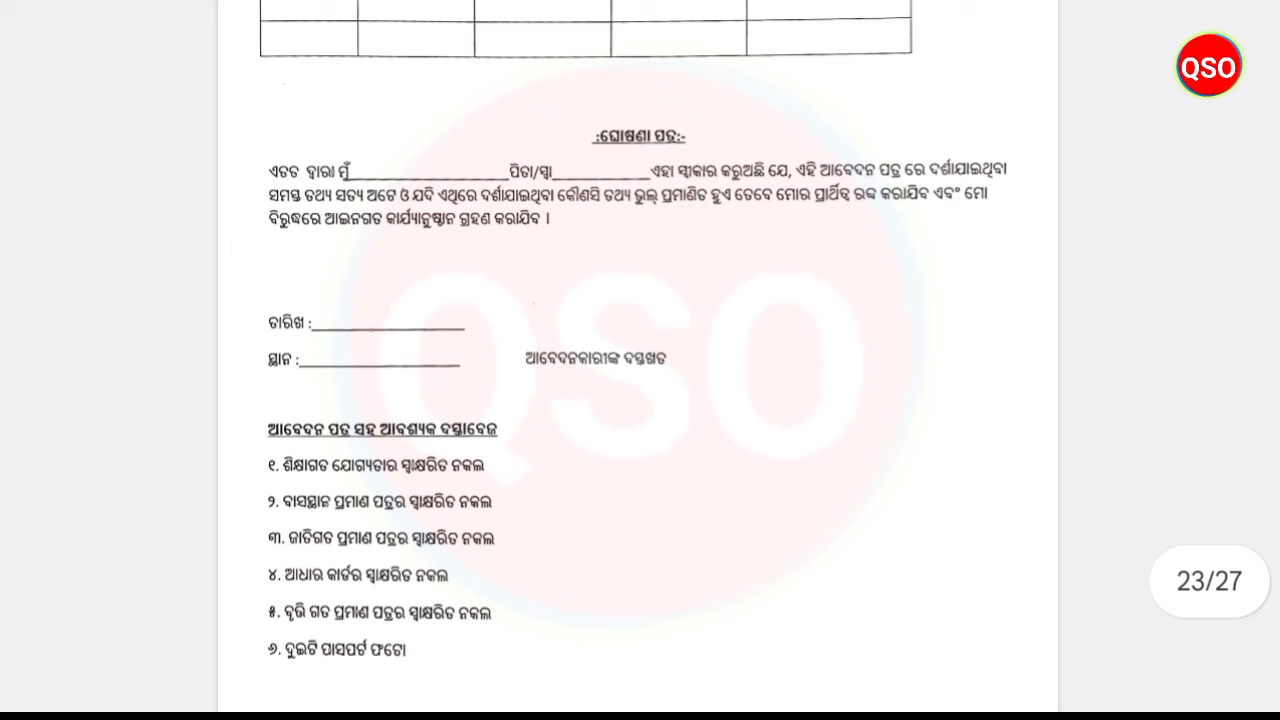 QSO
:ଘୋଷଣା ପତ୍ର:-
ଏତତ ଦ୍ୱାରା ମୁଁ____________________ପିତା/ସ୍ୱା____________ଏହା ସ୍ୱୀକାର କରୁଅଛି ଯେ, ଏହି ଆବେଦନ ପତ୍ର ରେ ଦର୍ଶାଯାଇଥିବା
ସମସ୍ତ ତଥ୍ୟ ସତ୍ୟ ଅଟେ ଓ ଯଦି ଏଥିରେ ଦର୍ଶାଯାଇଥିବା କୌଣସି ତଥ୍ୟ ଭୁଲ୍ ପ୍ରମାଣିତ ହୁଏ ତେବେ ମୋର ପ୍ରାର୍ଥିତ୍ୱ ରଦ୍ଦ କରାଯିବ ଏବଂ ମୋ
ବିରୁଦ୍ଧରେ ଆଇନଗତ କାର୍ଯ୍ୟାନୁଷ୍ଠାନ ଗ୍ରହଣ କରାଯିବ ।
ତାରିଖ :____________________
ସ୍ଥାନ :____________________ ଆବେଦନକାରୀଙ୍କ ଦସ୍ତଖତ
QSO
ଆବେଦନ ପତ୍ର ସହ ଆବଶ୍ୟକ ଦସ୍ତାବେଜ
୧. ଶିକ୍ଷାଗତ ଯୋଗ୍ୟତାର ସ୍ୱାକ୍ଷରିତ ନକଲ
୨. ବାସସ୍ଥାନ ପ୍ରମାଣ ପତ୍ରର ସ୍ୱାକ୍ଷରିତ ନକଲ
୩. ଜାତିଗତ ପ୍ରମାଣ ପତ୍ରର ସ୍ୱାକ୍ଷରିତ ନକଲ
୪. ଆଧାର କାର୍ଡର ସ୍ୱାକ୍ଷରିତ ନକଲ
୫. ବୃତ୍ତି ଗତ ପ୍ରମାଣ ପତ୍ରର ସ୍ୱାକ୍ଷରିତ ନକଲ
୬. ଦୁଇଟି ପାସପର୍ଟ ଫଟୋ
23/27